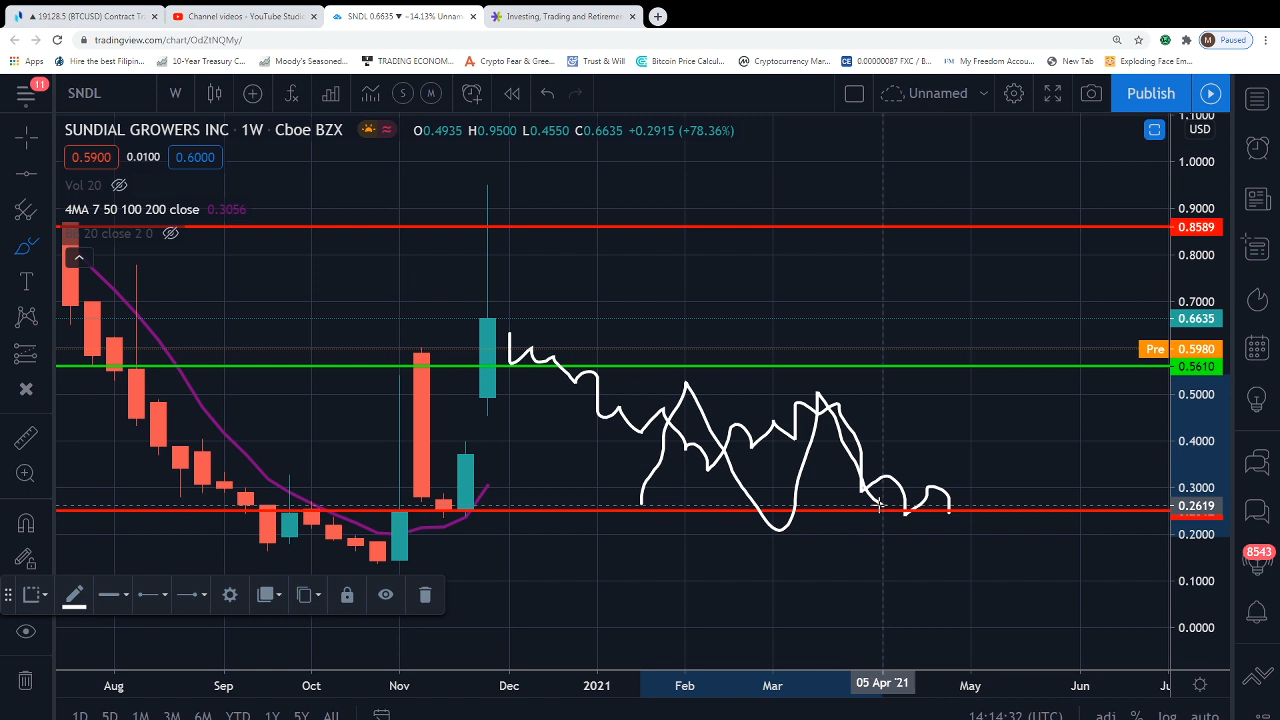 ▲ 19128.5 (BTCUSD) Contract Tr
Channel videos - YouTube Studio
SNDL 0.6635 ▼ −14.13% Unnam
Investing, Trading and Retireme
tradingview.com/chart/OdZtNQMy/
M Paused
Apps
Hire the best Filipin...
10-Year Treasury C...
Moody's Seasoned...
TRADING ECONOM...
Crypto Fear & Gree...
Trust & Will
Bitcoin Price Calcul...
Cryptocurrency Mar...
CE 0.00000087 FXC / B...
My Freedom Accou...
New Tab
Exploding Face Em...
11
SNDL
W
S
M
Unnamed
Publish
SUNDIAL GROWERS INC · 1W · Cboe BZX
O0.4935 H0.9500 L0.4550 C0.6635 +0.2915 (+78.36%)
USD
0.5900
0.0100
0.6000
Vol 20
4MA 7 50 100 200 close 0.3056
20 close 2 0
1.1000
1.0000
0.9000
0.8589
0.8000
0.7000
0.6635
Pre 0.5980
0.5610
0.5000
0.4000
0.3000
0.2619
0.2000
0.1000
0.0000
8543
Aug
Sep
Oct
Nov
Dec
2021
Feb
Mar
05 Apr '21
May
Jun
1D
5D
1M
3M
6M
YTD
1Y
5Y
All
14:14:32 (UTC)
adj
%
log
auto